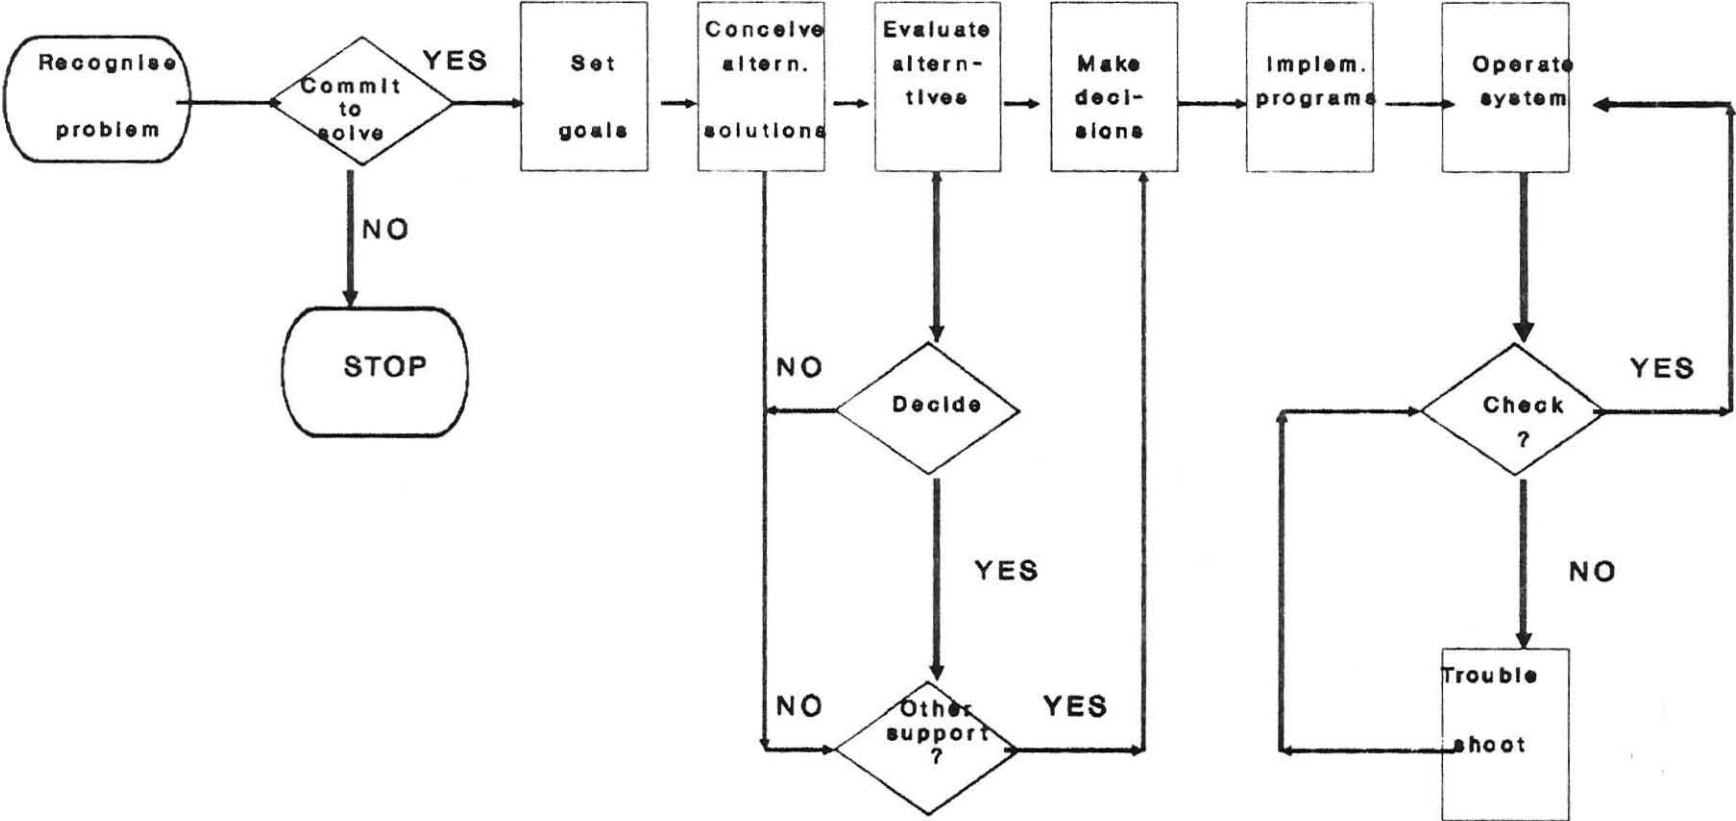 Recognise
problem
Commit
to
solve
YES
NO
STOP
Set
goals
Conceive
altern.
solutions
Evaluate
altern-
tives
Make
deci-
sions
Implem.
programs
Operate
system
NO
Decide
YES
NO
Other
support
?
YES
Check
?
YES
NO
Trouble
shoot